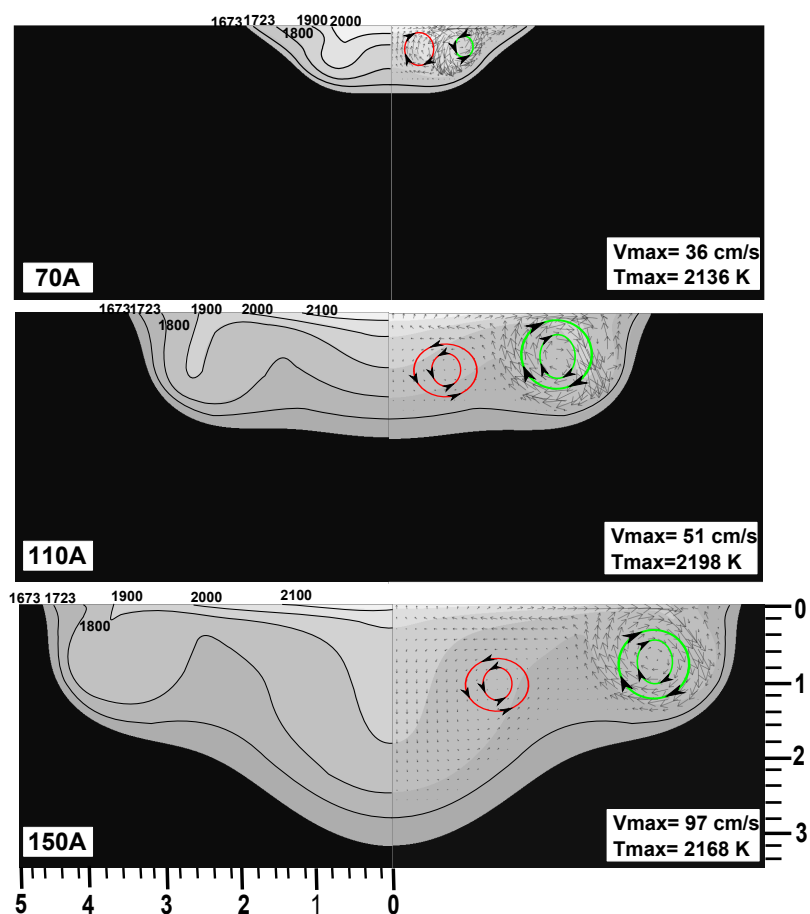 1673 1723 1900 2000
1800
70A
Vmax= 36 cm/s
Tmax= 2136 K
1673 1723 1900 2000 2100
1800
110A
Vmax= 51 cm/s
Tmax=2198 K
1673 1723 1900 2000 2100
1800
150A
Vmax= 97 cm/s
Tmax= 2168 K
0
1
2
3
5 4 3 2 1 0